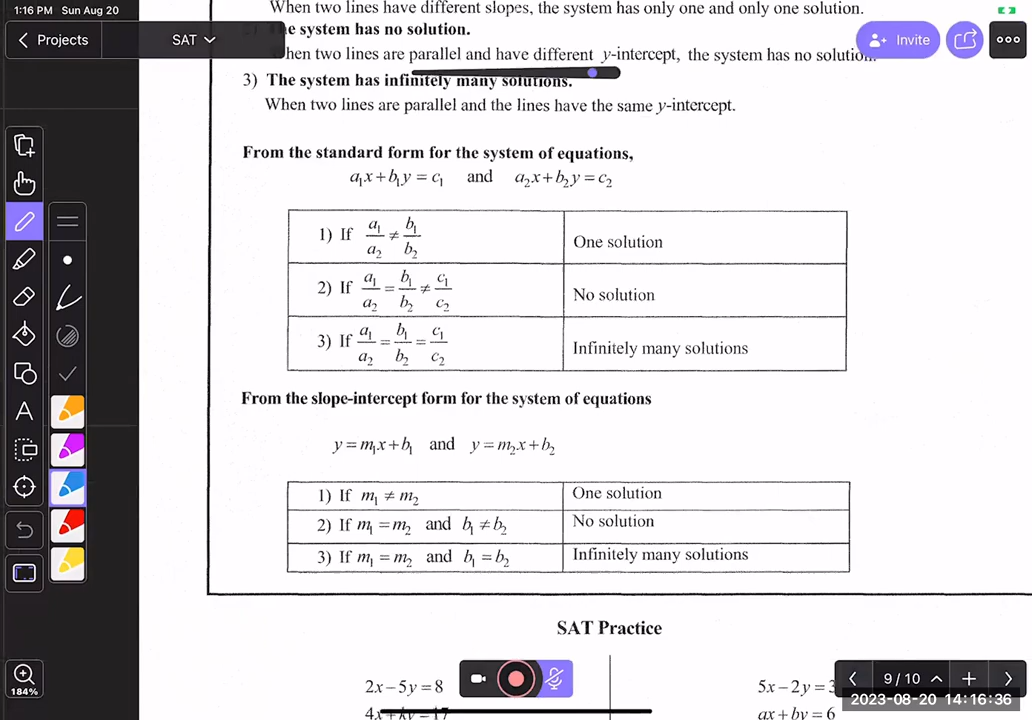 1:16 PM Sun Aug 20
When two lines have different slopes, the system has only one and only one solution.
Projects
SAT
Invite
e system has no solution.
hen two lines are parallel and have different y-intercept, the system has no solution.
3) The system has infinitely many solutions.
When two lines are parallel and the lines have the same y-intercept.
From the standard form for the system of equations,
a₁x+b₁y = c₁ and a₂x+b₂y = c₂
1) If a₁/a₂ ≠ b₁/b₂ One solution
2) If a₁/a₂ = b₁/b₂ ≠ c₁/c₂ No solution
3) If a₁/a₂ = b₁/b₂ = c₁/c₂ Infinitely many solutions
From the slope-intercept form for the system of equations
y = m₁x+b₁ and y = m₂x+b₂
1) If m₁ ≠ m₂ One solution
2) If m₁ = m₂ and b₁ ≠ b₂ No solution
3) If m₁ = m₂ and b₁ = b₂ Infinitely many solutions
SAT Practice
184%
2x−5y = 8
5x−2y = 3
9 / 10
2023-08-20 14:16:36
ax+by = 6